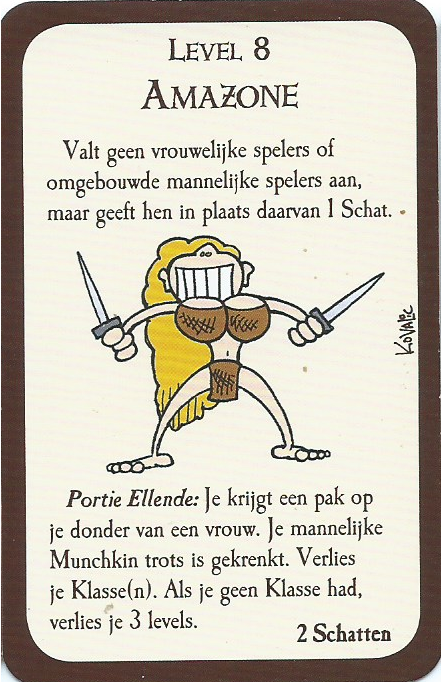 Level 8
Amazone
Valt geen vrouwelijke spelers of
omgebouwde mannelijke spelers aan,
maar geeft hen in plaats daarvan 1 Schat.
Kovalic
Portie Ellende: Je krijgt een pak op
je donder van een vrouw. Je mannelijke
Munchkin trots is gekrenkt. Verlies
je Klasse(n). Als je geen Klasse had,
verlies je 3 levels.
2 Schatten